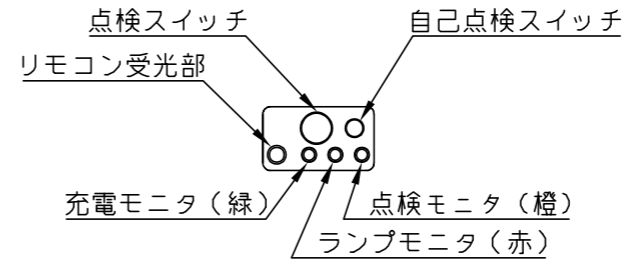 点検スイッチ
自己点検スイッチ
リモコン受光部
充電モニタ(緑)
点検モニタ(橙)
ランプモニタ(赤)